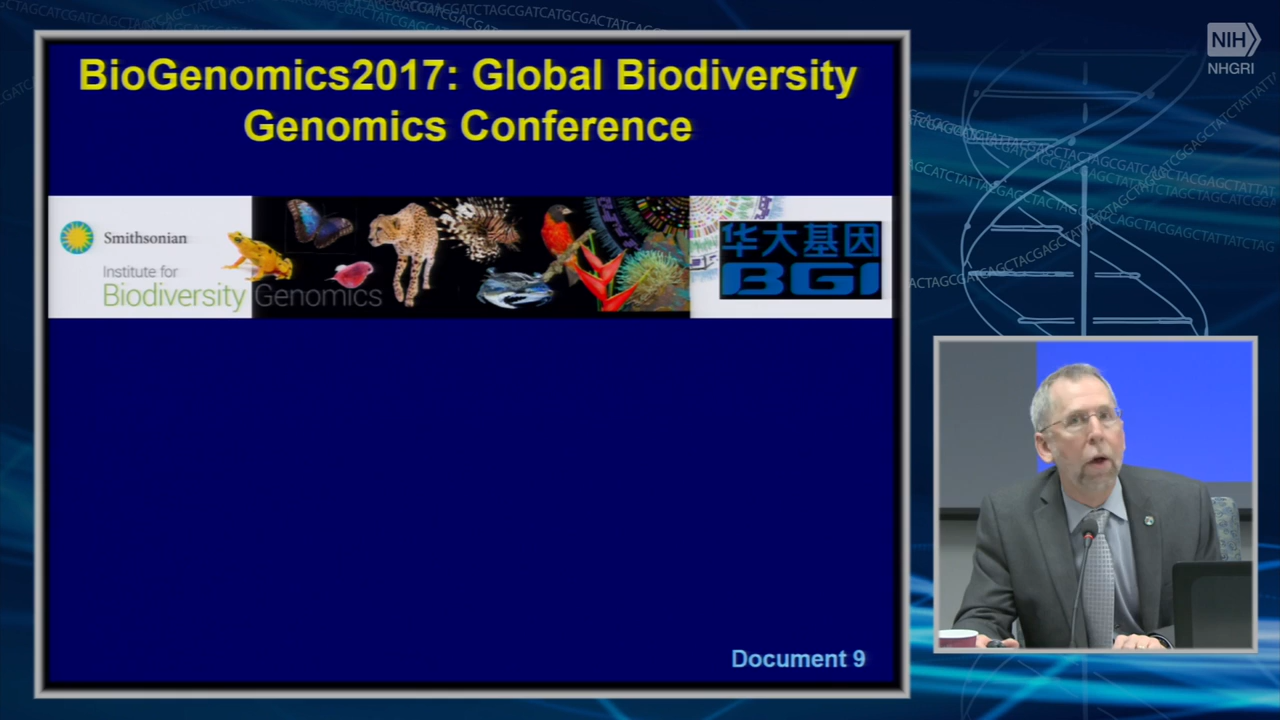 BioGenomics2017: Global Biodiversity
Genomics Conference
Smithsonian
Institute for
Biodiversity Genomics
华大基因
BGI
Document 9
NIH
NHGRI